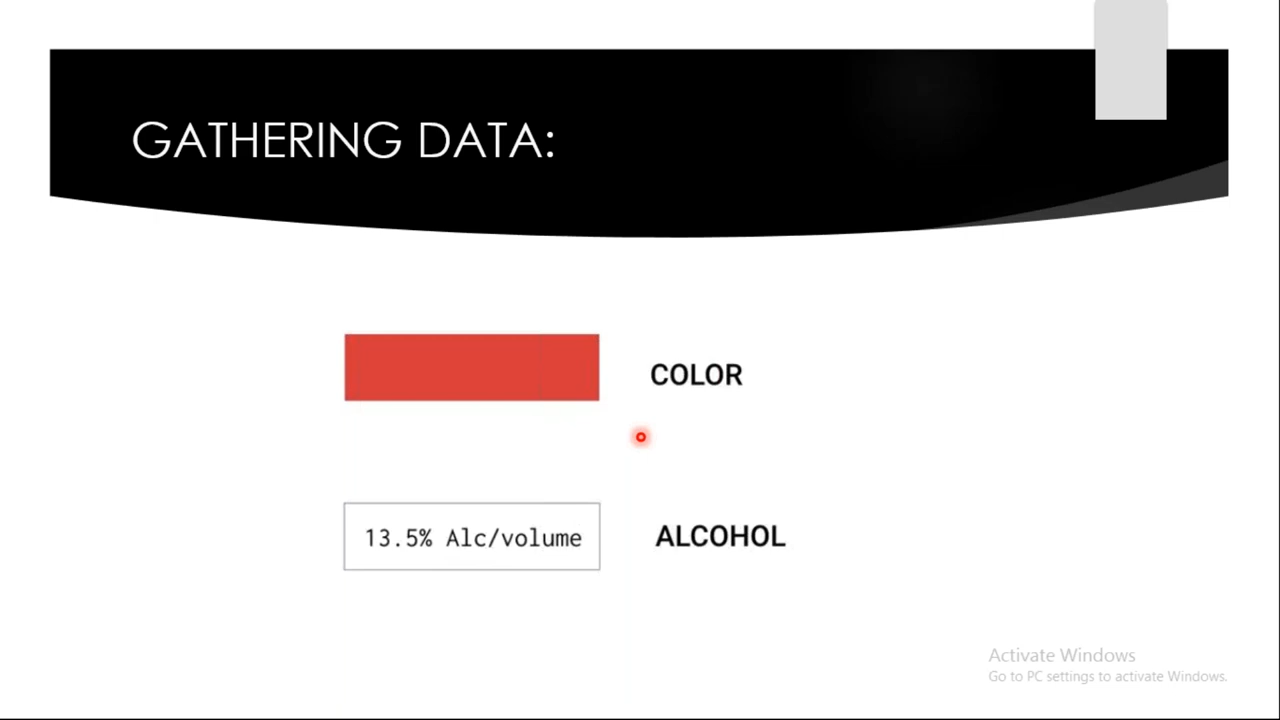 GATHERING DATA:
COLOR
13.5% Alc/volume
ALCOHOL
Activate Windows
Go to PC settings to activate Windows.